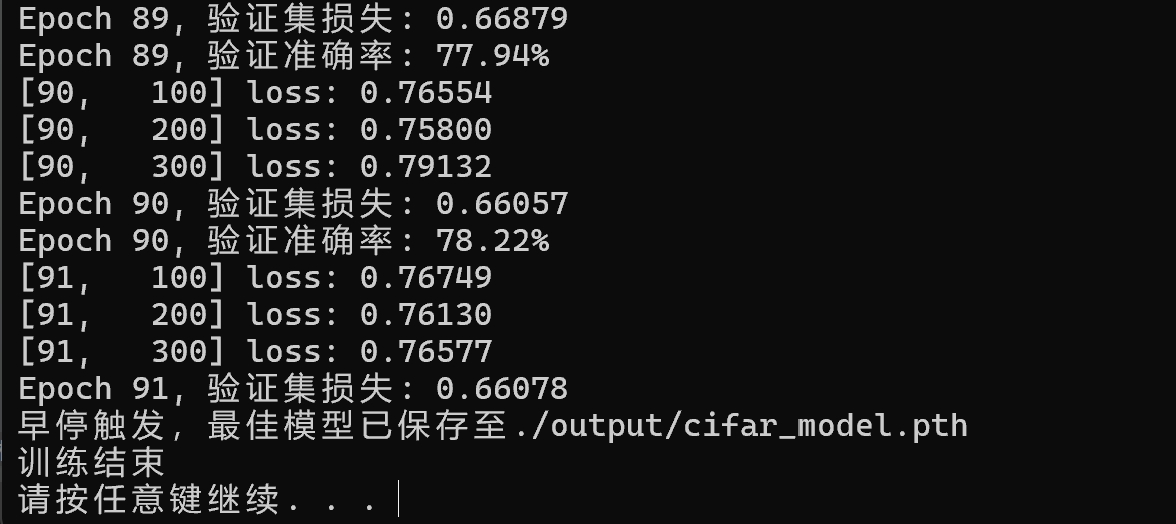 Epoch 89, 验证集损失: 0.66879
Epoch 89, 验证准确率: 77.94%
[90,   100] loss: 0.76554
[90,   200] loss: 0.75800
[90,   300] loss: 0.79132
Epoch 90, 验证集损失: 0.66057
Epoch 90, 验证准确率: 78.22%
[91,   100] loss: 0.76749
[91,   200] loss: 0.76130
[91,   300] loss: 0.76577
Epoch 91, 验证集损失: 0.66078
早停触发, 最佳模型已保存至./output/cifar_model.pth
训练结束
请按任意键继续. . .